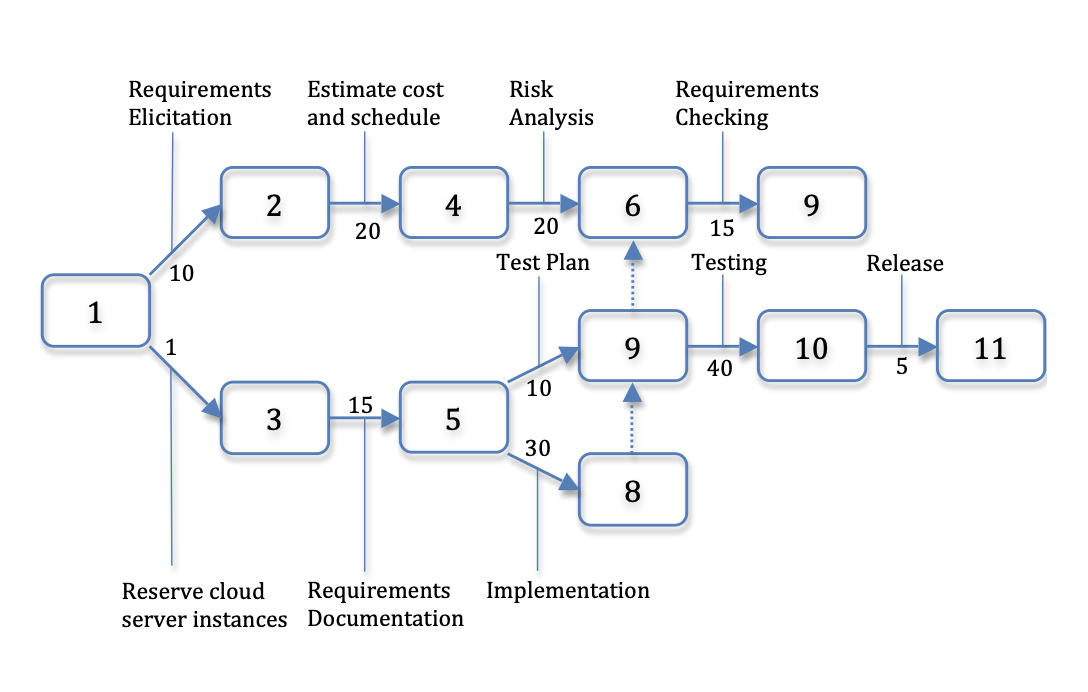 Requirements
Elicitation
Estimate cost
and schedule
Risk
Analysis
Requirements
Checking
2
4
6
9
20
20
15
10
Test Plan
Testing
Release
1
1
9
10
11
10
40
5
15
3
5
30
8
Reserve cloud
server instances
Requirements
Documentation
Implementation